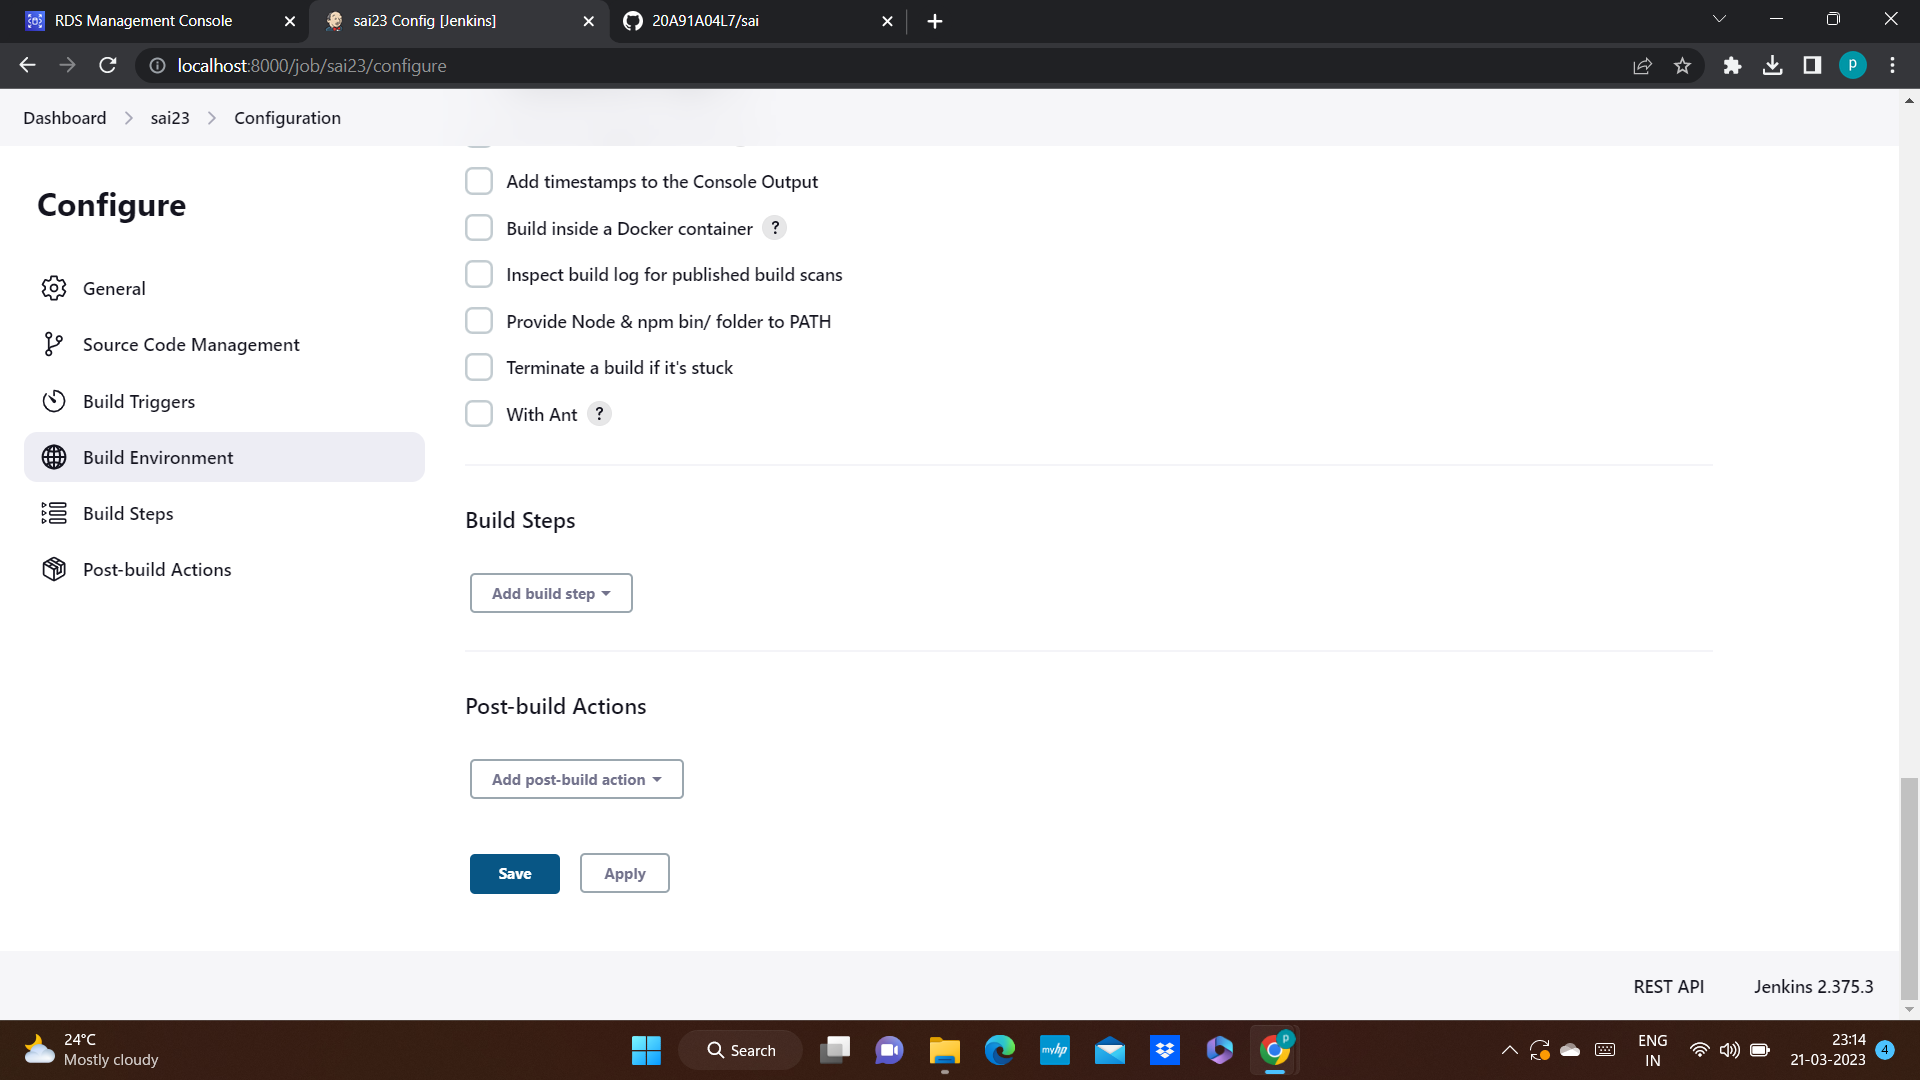 RDS Management Console
sai23 Config [Jenkins]
20A91A04L7/sai
localhost:8000/job/sai23/configure
p
Dashboard
sai23
Configuration
Configure
General
Source Code Management
Build Triggers
Build Environment
Build Steps
Post-build Actions
Add timestamps to the Console Output
Build inside a Docker container ?
Inspect build log for published build scans
Provide Node & npm bin/ folder to PATH
Terminate a build if it's stuck
With Ant ?
Build Steps
Add build step
Post-build Actions
Add post-build action
Save
Apply
REST API
Jenkins 2.375.3
24°C
Mostly cloudy
Search
myhp
p
ENG
IN
23:14
21-03-2023
4